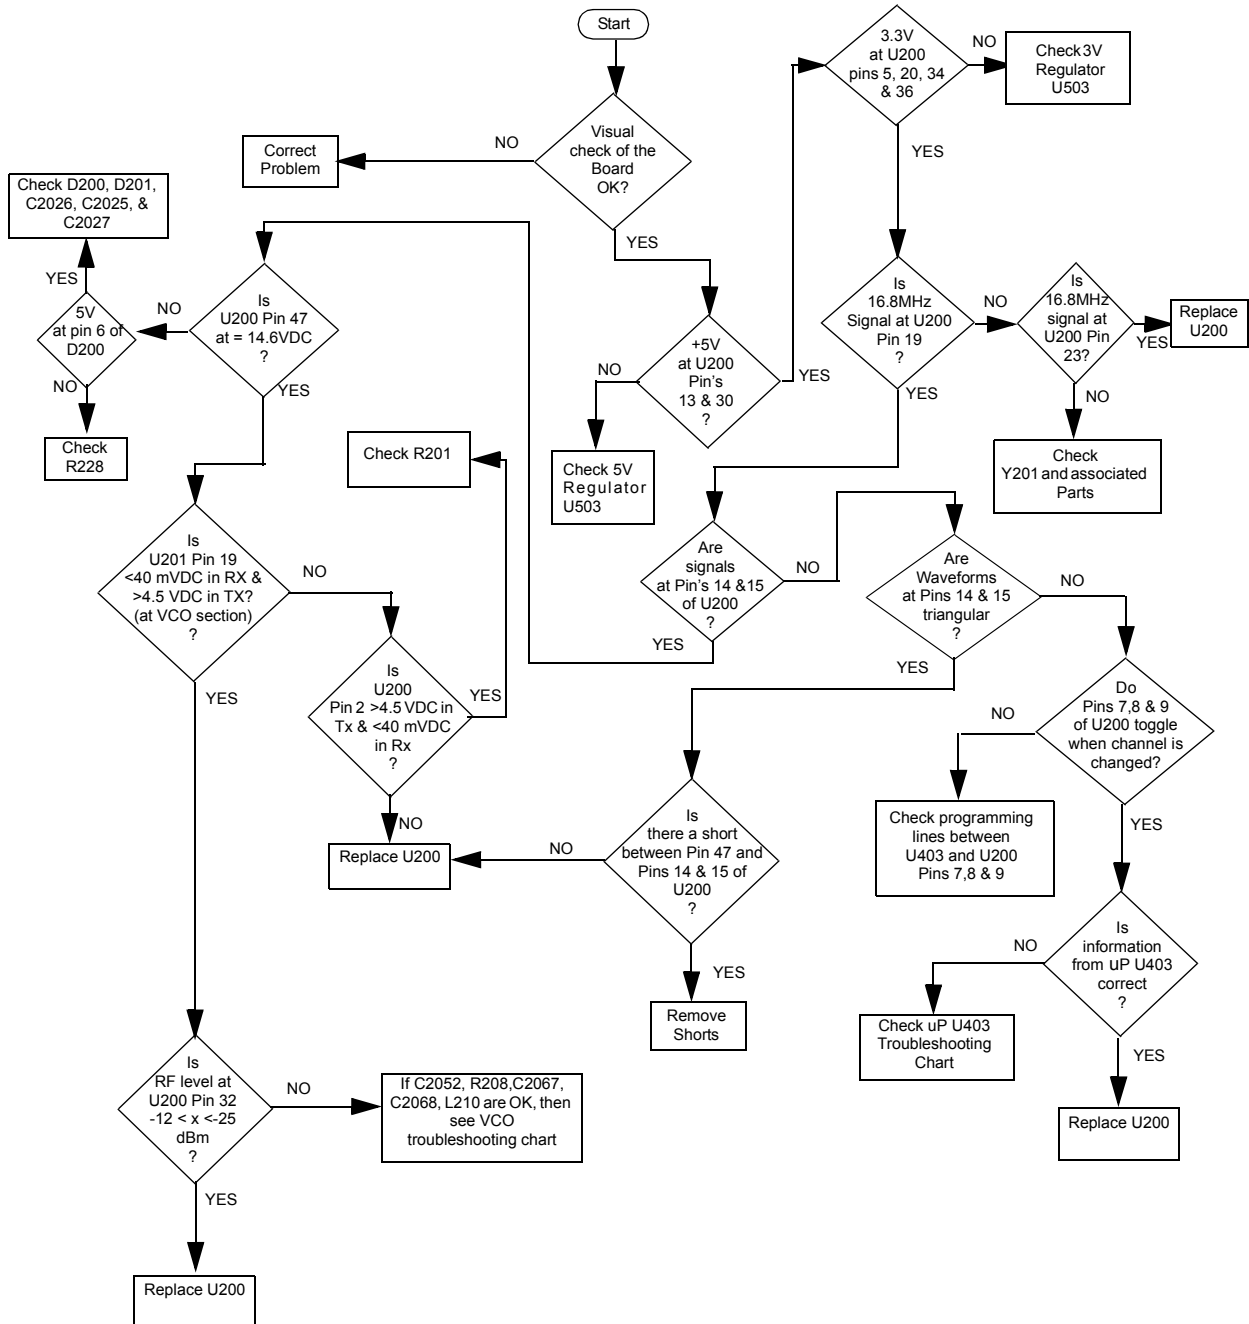 Start
Visual
check of the
Board
OK?
NO
Correct
Problem
YES
+5V
at U200
Pin's
13 & 30
?
NO
Check 5V
Regulator
U503
YES
3.3V
at U200
pins 5, 20, 34
& 36
NO
Check 3V
Regulator
U503
YES
Is
16.8MHz
Signal at U200
Pin 19
?
NO
Is
16.8MHz
signal at
U200 Pin
23?
YES
Replace
U200
NO
Check
Y201 and associated
Parts
YES
Are
signals
at Pin's 14 &15
of U200
?
NO
Are
Waveforms
at Pins 14 & 15
triangular
?
NO
Do
Pins 7,8 & 9
of U200 toggle
when channel is
changed?
NO
Check programming
lines between
U403 and U200
Pins 7,8 & 9
YES
Is
information
from uP U403
correct
?
NO
Check uP U403
Troubleshooting
Chart
YES
Replace U200
YES
Is
there a short
between Pin 47 and
Pins 14 & 15 of
U200
?
NO
Replace U200
YES
Remove
Shorts
YES
Is
U200 Pin 47
at = 14.6VDC
?
NO
5V
at pin 6 of
D200
YES
Check D200, D201,
C2026, C2025, &
C2027
NO
Check
R228
YES
Is
U201 Pin 19
<40 mVDC in RX &
>4.5 VDC in TX?
(at VCO section)
?
NO
Is
U200
Pin 2 >4.5 VDC in
Tx & <40 mVDC
in Rx
?
YES
Check R201
NO
YES
Is
RF level at
U200 Pin 32
-12 < x <-25
dBm
?
NO
If C2052, R208,C2067,
C2068, L210 are OK, then
see VCO
troubleshooting chart
YES
Replace U200